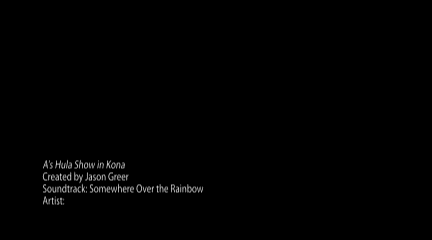 A's Hula Show in Kona
Created by Jason Greer
Soundtrack: Somewhere Over the Rainbow
Artist: